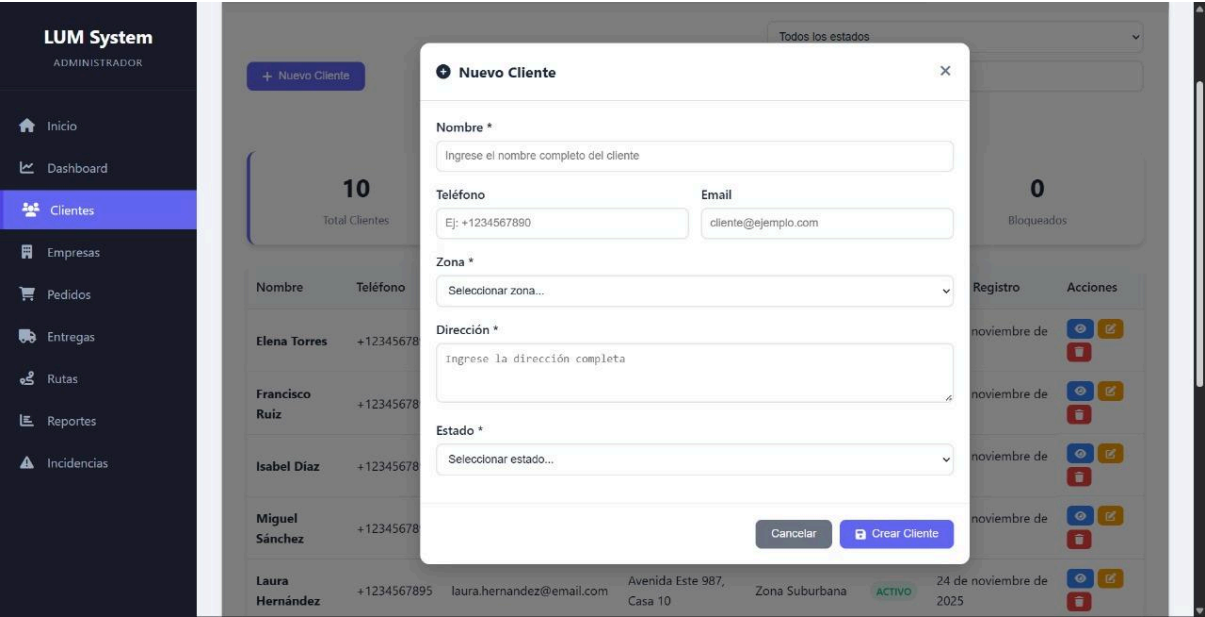 LUM System
ADMINISTRADOR
Inicio
Dashboard
Clientes
Empresas
Pedidos
Entregas
Rutas
Reportes
Incidencias
Todos los estados
+ Nuevo Cliente
10
Total Clientes
0
Bloqueados
Nuevo Cliente
×
Nombre *
Ingrese el nombre completo del cliente
Teléfono Email
Ej: +1234567890 cliente@ejemplo.com
Zona *
Seleccionar zona...
Dirección *
Ingrese la dirección completa
Estado *
Seleccionar estado...
Cancelar Crear Cliente
Nombre Teléfono Registro Acciones
Elena Torres +12345678 noviembre de
Francisco
Ruiz +12345678 noviembre de
Isabel Díaz +12345678 noviembre de
Miguel
Sánchez +12345678 noviembre de
Laura Avenida Este 987, 24 de noviembre de
Hernández +1234567895 laura.hernandez@email.com Casa 10 Zona Suburbana ACTIVO 2025